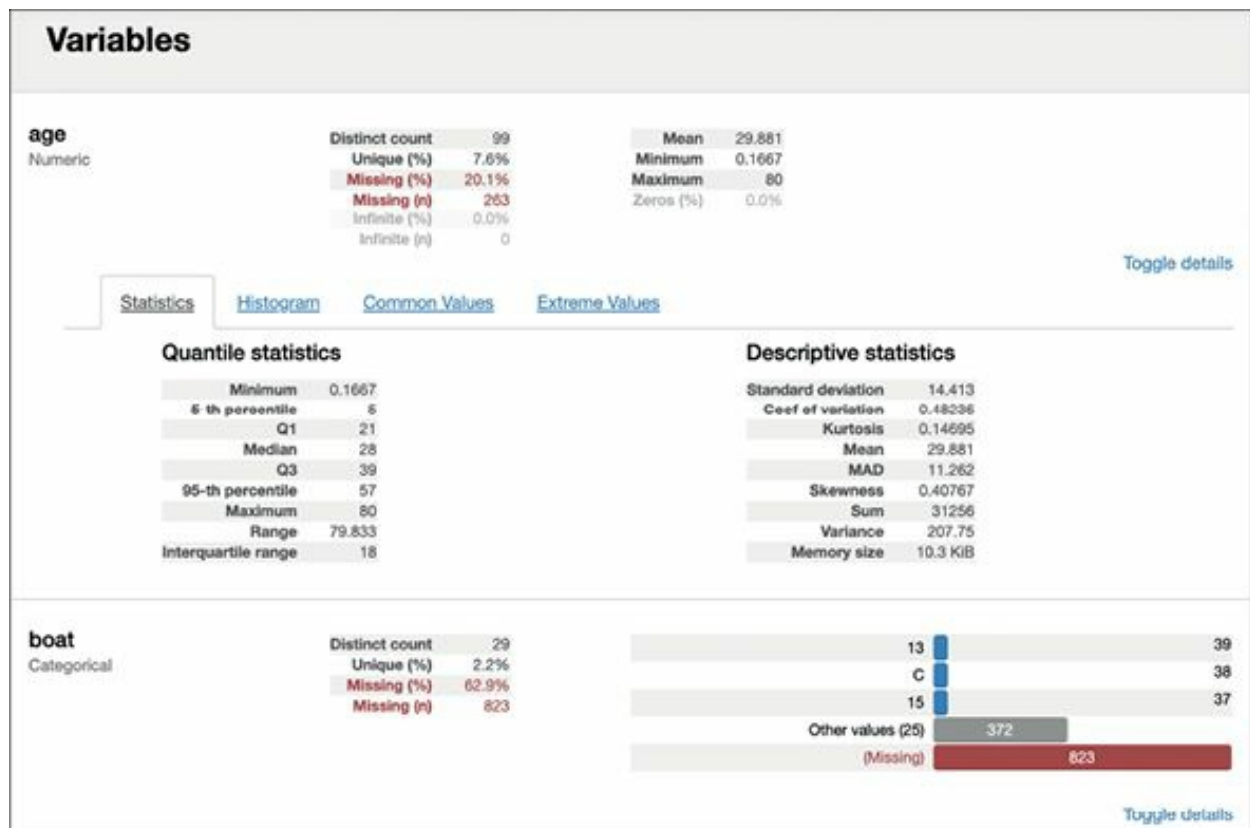 Variables
age
Numeric
Distinct count 99
Unique (%) 7.6%
Missing (%) 20.1%
Missing (n) 263
Infinite (%) 0.0%
Infinite (n) 0
Mean 29.881
Minimum 0.1667
Maximum 80
Zeros (%) 0.0%
Toggle details
Statistics Histogram Common Values Extreme Values
Quantile statistics
Minimum 0.1667
5-th percentile 5
Q1 21
Median 28
Q3 39
95-th percentile 57
Maximum 80
Range 79.833
Interquartile range 18
Descriptive statistics
Standard deviation 14.413
Coef of variation 0.48236
Kurtosis 0.14695
Mean 29.881
MAD 11.262
Skewness 0.40767
Sum 31256
Variance 207.75
Memory size 10.3 KiB
boat
Categorical
Distinct count 29
Unique (%) 2.2%
Missing (%) 62.9%
Missing (n) 823
13 39
C 38
15 37
Other values (25) 372
(Missing) 823
Toggle details